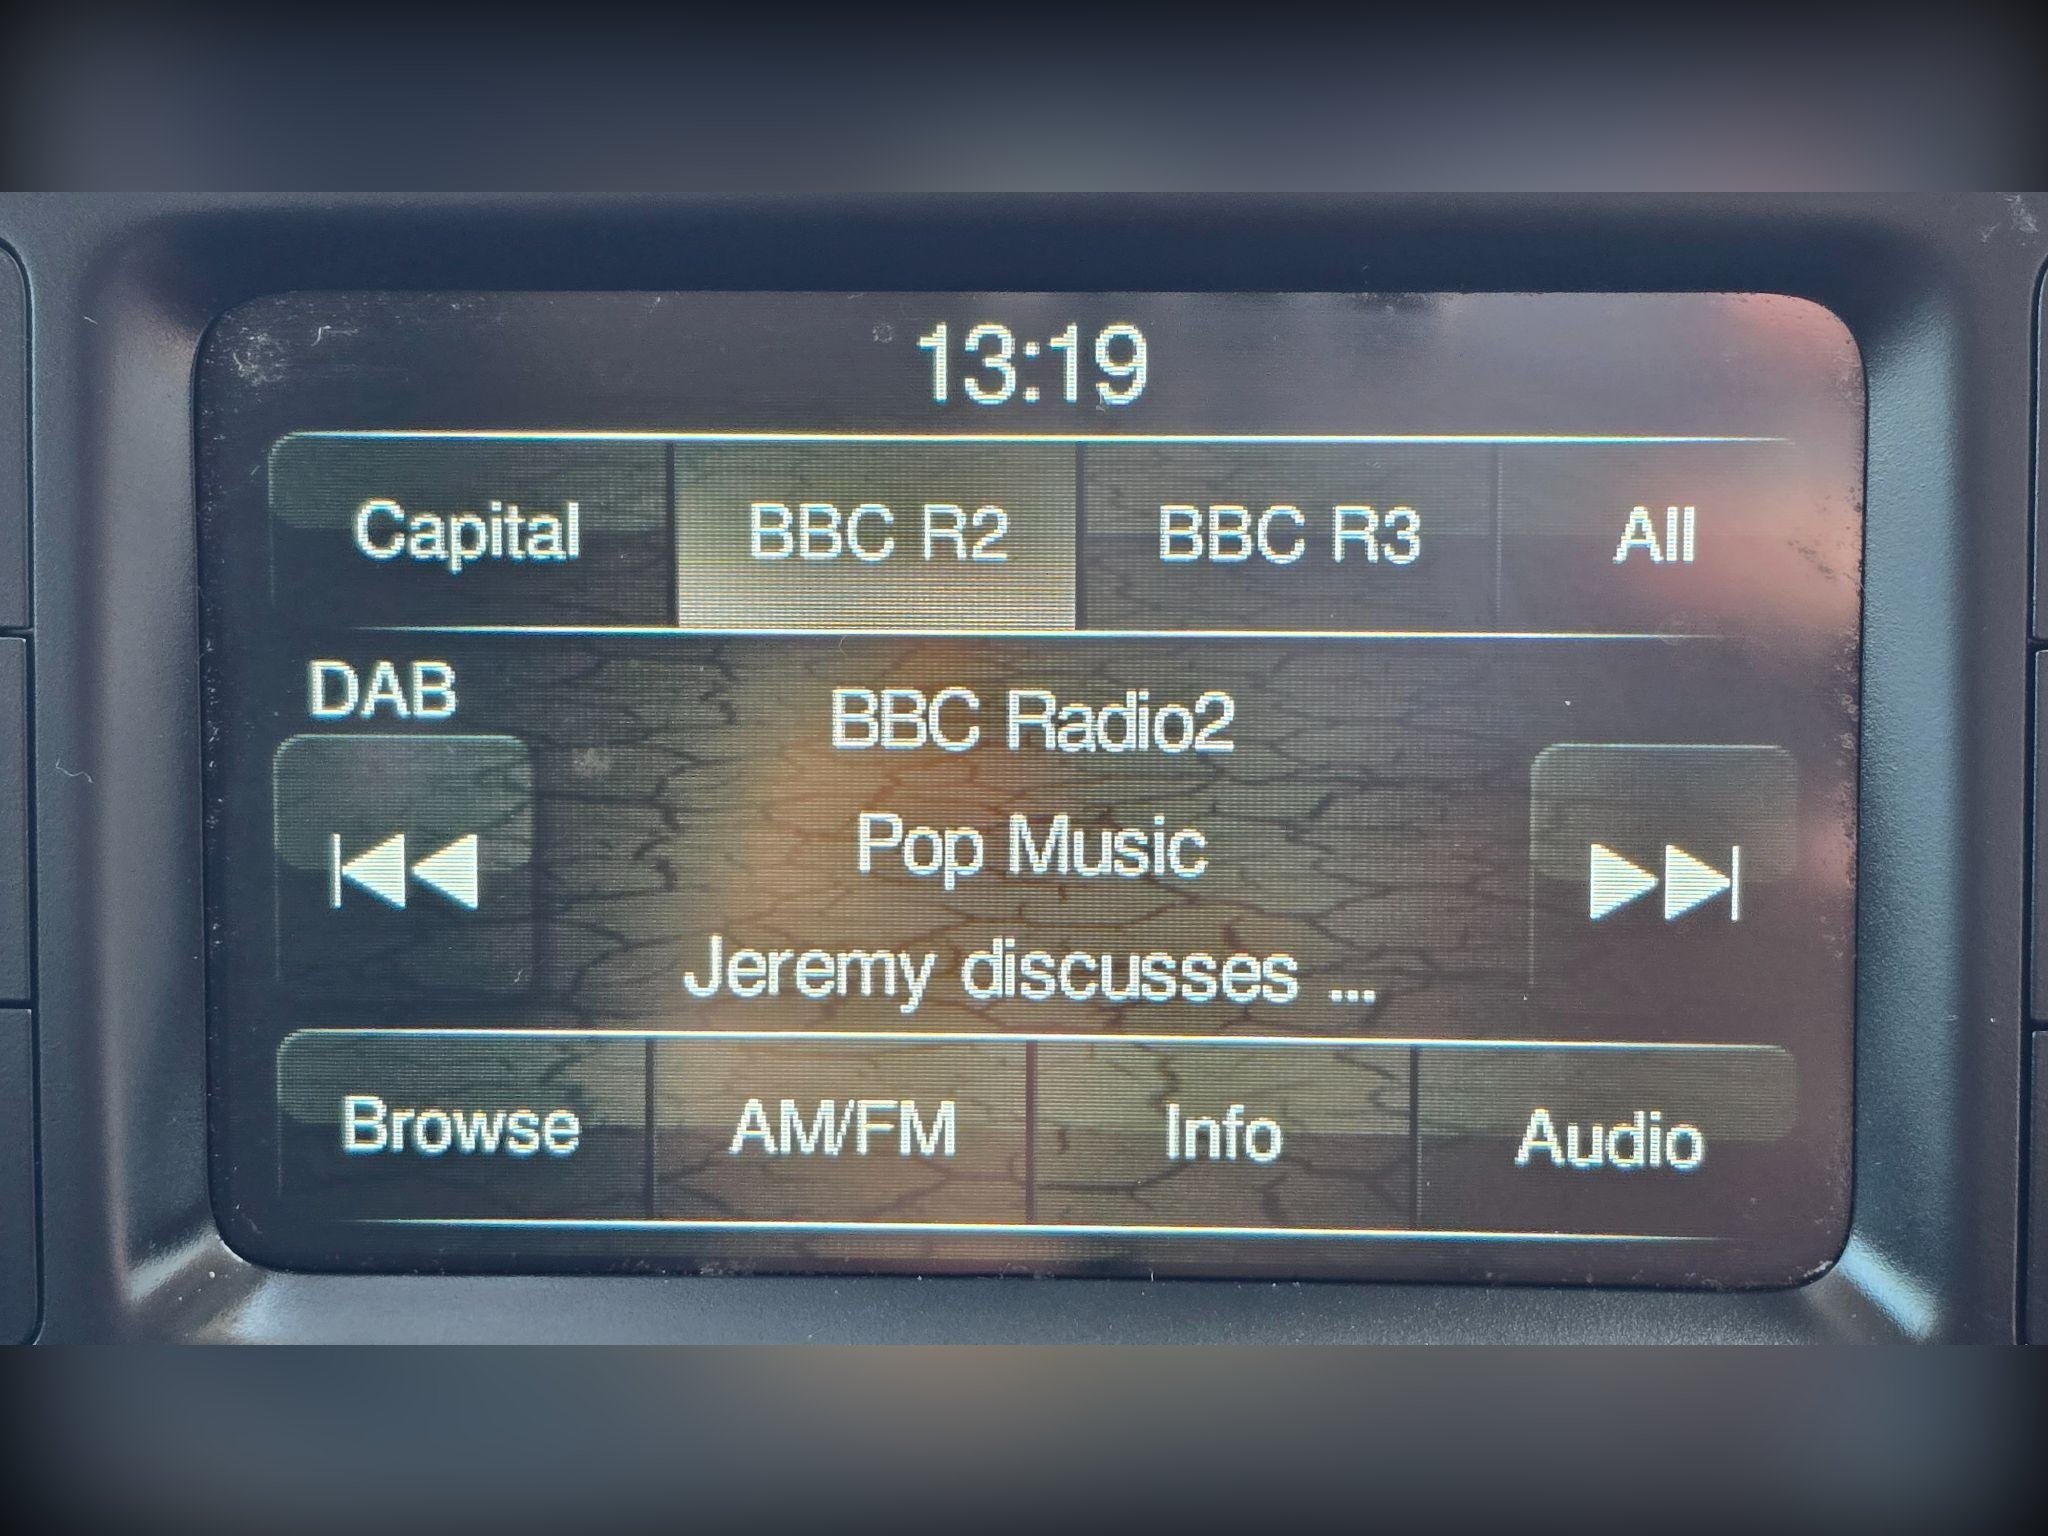 13:19
Capital BBC R2 BBC R3 All
DAB
BBC Radio2
Pop Music
Jeremy discusses ...
Browse AM/FM Info Audio